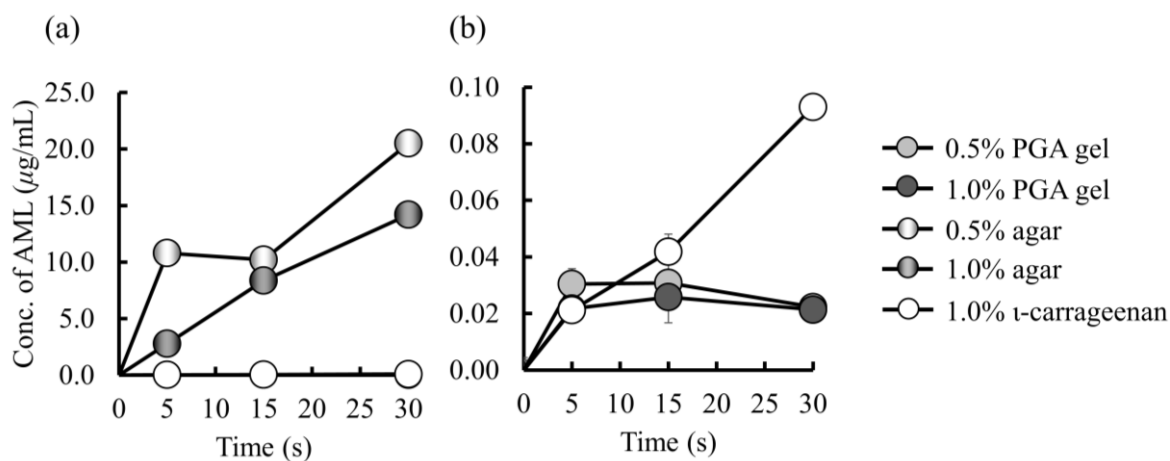 (a)
Conc. of AML (µg/mL)
25.0
20.0
15.0
10.0
5.0
0.0
0 5 10 15 20 25 30
Time (s)
(b)
0.10
0.08
0.06
0.04
0.02
0.00
0 5 10 15 20 25 30
Time (s)
0.5% PGA gel
1.0% PGA gel
0.5% agar
1.0% agar
1.0% ι-carrageenan